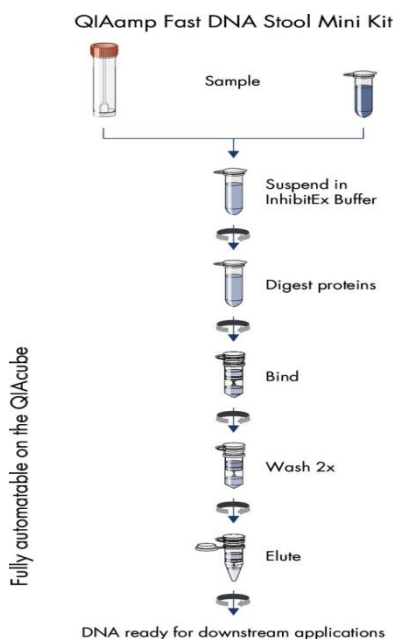 QIAamp Fast DNA Stool Mini Kit
Sample
Suspend in
InhibitEx Buffer
Digest proteins
Bind
Wash 2x
Elute
Fully automatable on the QIAcube
DNA ready for downstream applications